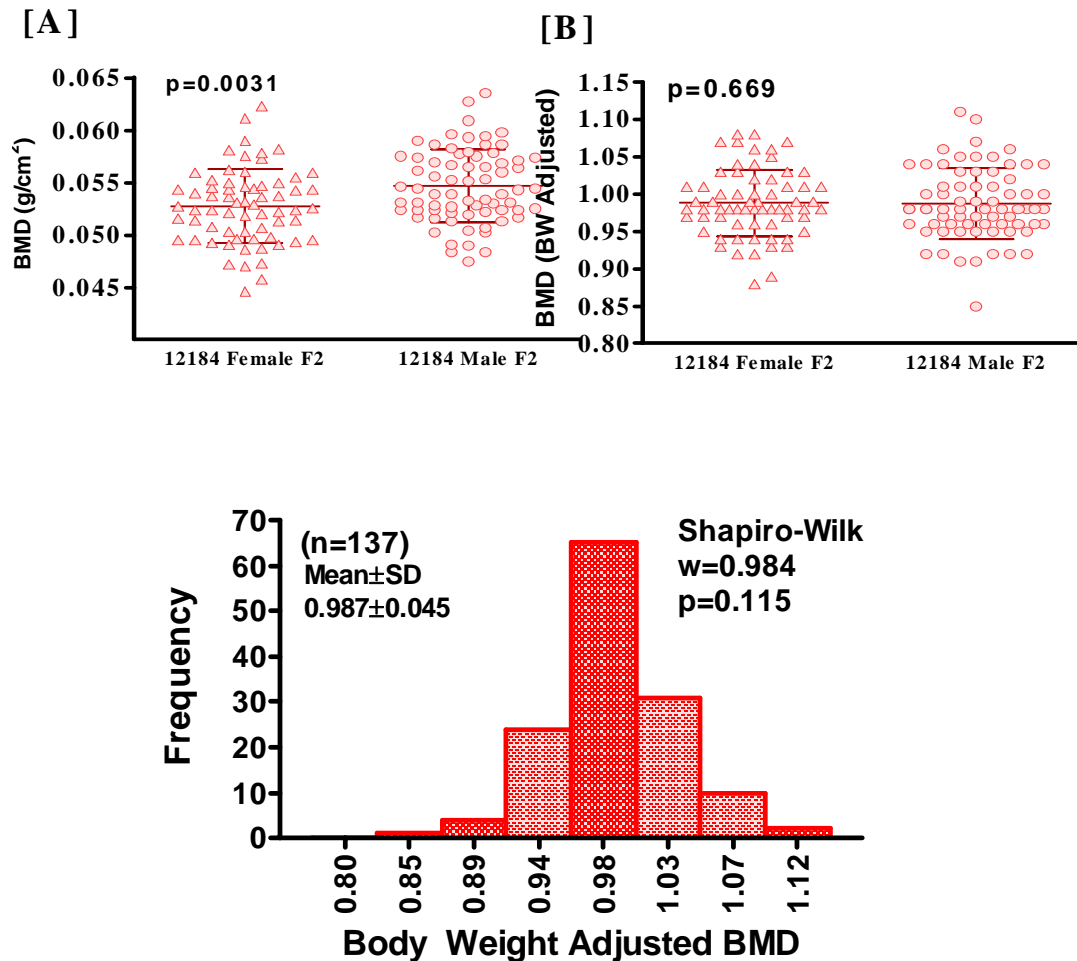 [A]
p=0.0031
BMD (g/cm²)
0.065
0.060
0.055
0.050
0.045
12184 Female F2
12184 Male F2
[B]
p=0.669
BMD (BW Adjusted)
1.15
1.10
1.05
1.00
0.95
0.90
0.85
0.80
12184 Female F2
12184 Male F2
(n=137)
Mean±SD
0.987±0.045
Shapiro-Wilk
w=0.984
p=0.115
Frequency
70
60
50
40
30
20
10
0
0.80
0.85
0.89
0.94
0.98
1.03
1.07
1.12
Body Weight Adjusted BMD